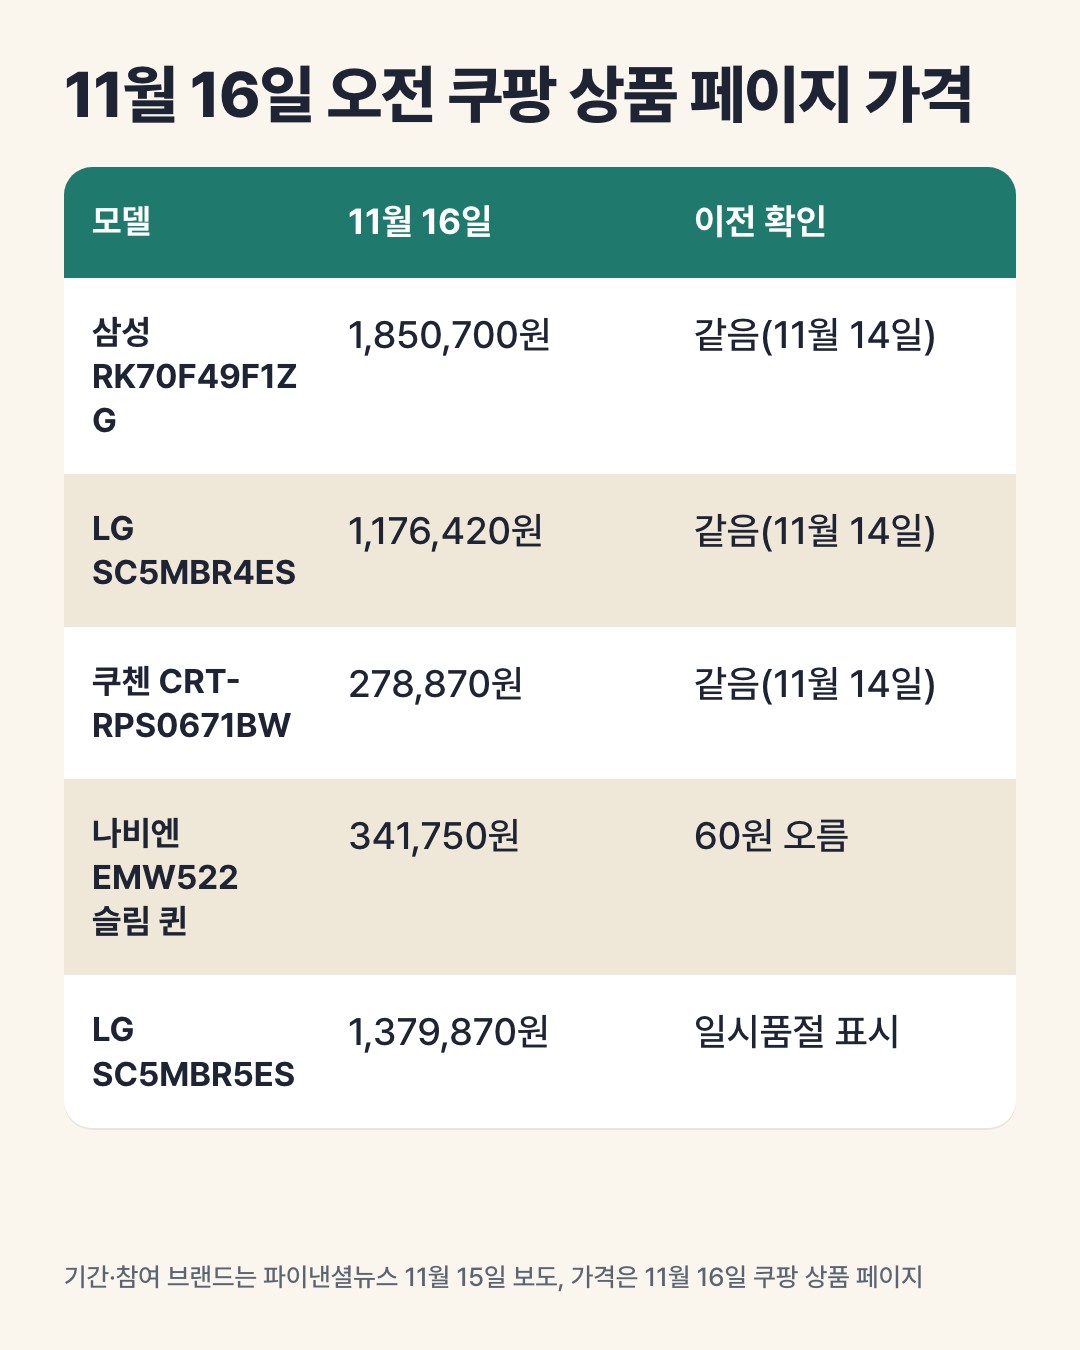 11월 16일 오전 쿠팡 상품 페이지 가격
모델 11월 16일 이전 확인
삼성 1,850,700원 같음(11월 14일)
RK70F49F1Z
G
LG 1,176,420원 같음(11월 14일)
SC5MBR4ES
쿠첸 CRT- 278,870원 같음(11월 14일)
RPS0671BW
나비엔 341,750원 60원 오름
EMW522
슬림 퀸
LG 1,379,870원 일시품절 표시
SC5MBR5ES
기간·참여 브랜드는 파이낸셜뉴스 11월 15일 보도, 가격은 11월 16일 쿠팡 상품 페이지